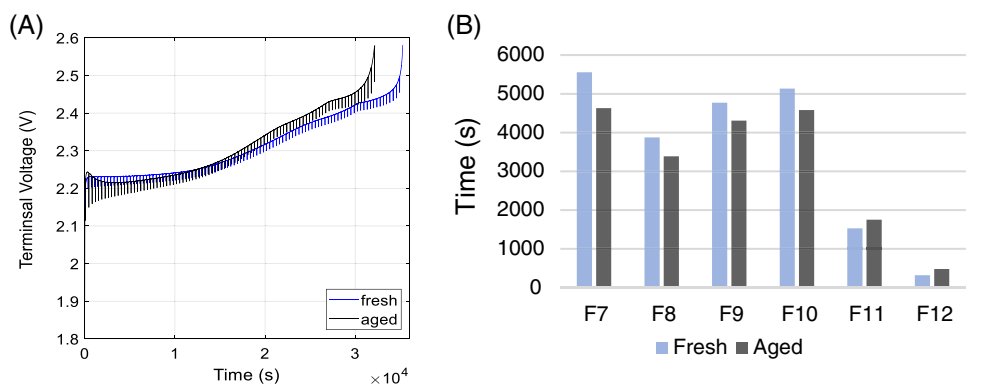 (A)
2.6
2.5
2.4
2.3
2.2
2.1
2
1.9
1.8
Terminsal Voltage (V)
fresh
aged
0 1 2 3
Time (s) ×10⁴
(B)
6000
5000
4000
3000
2000
1000
0
Time (s)
F7 F8 F9 F10 F11 F12
Fresh Aged